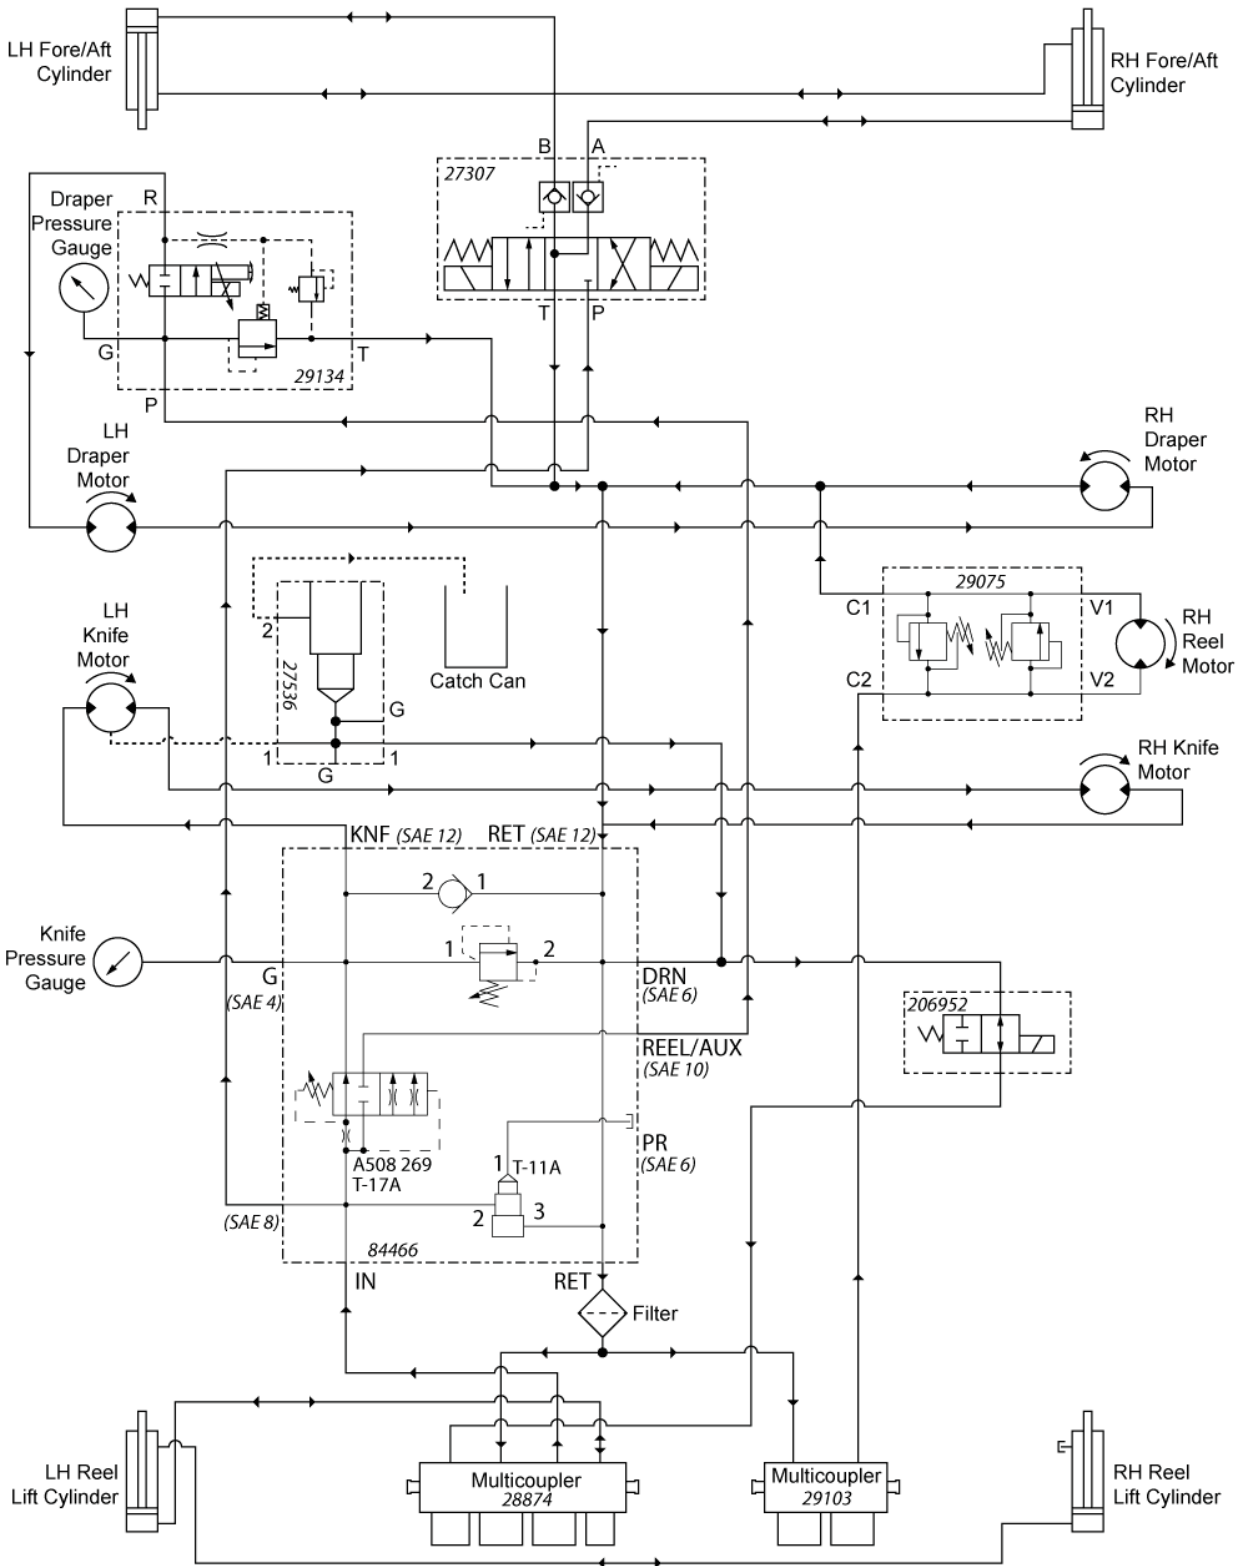 LH Fore/Aft
Cylinder
RH Fore/Aft
Cylinder
B
A
27307
T
P
Draper
Pressure
Gauge
R
G
T
29134
P
LH
Draper
Motor
RH
Draper
Motor
2
27536
G
1
1
G
Catch Can
LH
Knife
Motor
29075
C1
V1
C2
V2
RH
Reel
Motor
RH Knife
Motor
KNF (SAE 12)
RET (SAE 12)
2
1
Knife
Pressure
Gauge
G
(SAE 4)
1
2
DRN
(SAE 6)
206952
REEL/AUX
(SAE 10)
A508 269
T-17A
1
T-11A
PR
(SAE 6)
2
3
(SAE 8)
84466
IN
RET
Filter
LH Reel
Lift Cylinder
Multicoupler
28874
Multicoupler
29103
RH Reel
Lift Cylinder